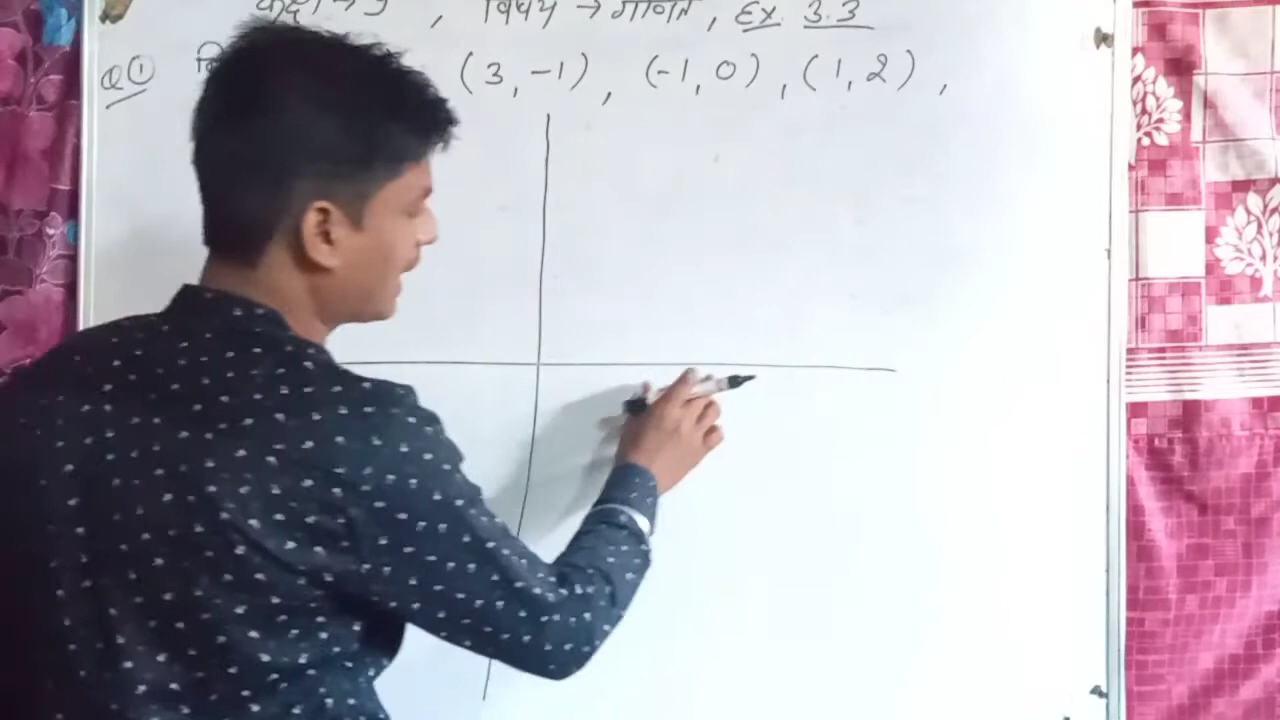 कक्षा → 9 , विषय → गणित , Ex. 3.3
Q① (3, -1) , (-1, 0) , (1, 2) ,